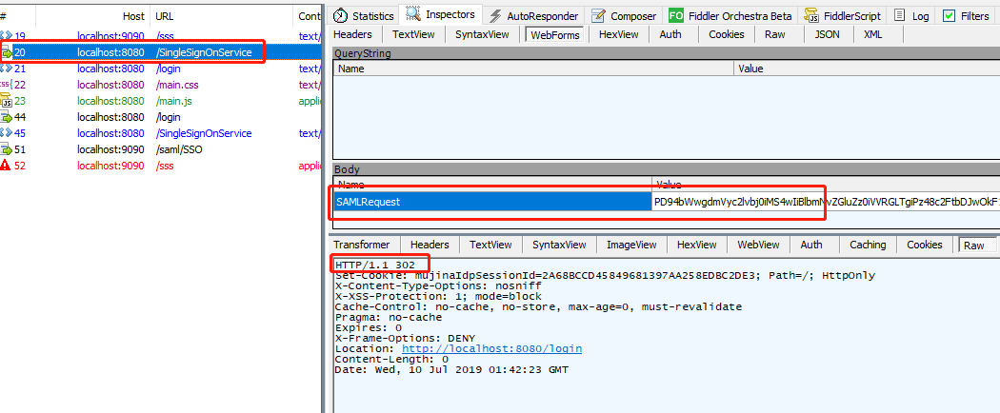 # Host URL Cont
19 localhost:9090 /sss text/
20 localhost:8080 /SingleSignOnService
21 localhost:8080 /login text/
css{ 22 localhost:8080 /main.css text/
JS 23 localhost:8080 /main.js applic
44 localhost:8080 /login
45 localhost:8080 /SingleSignOnService text/
51 localhost:9090 /saml/SSO
52 localhost:9090 /sss applic
Statistics Inspectors AutoResponder Composer FO Fiddler Orchestra Beta JS FiddlerScript Log Filters
Headers TextView SyntaxView WebForms HexView Auth Cookies Raw JSON XML
QueryString
Name Value
Body
Name Value
SAMLRequest
Transformer Headers TextView SyntaxView ImageView HexView WebView Auth Caching Cookies Raw
HTTP/1.1 302
Set-Cookie: mujinaIdpSessionId=2A68BCCD45849681397AA258EDBC2DE3; Path=/; HttpOnly
X-Content-Type-Options: nosniff
X-XSS-Protection: 1; mode=block
Cache-Control: no-cache, no-store, max-age=0, must-revalidate
Pragma: no-cache
Expires: 0
X-Frame-Options: DENY
Location: http://localhost:8080/login
Content-Length: 0
Date: Wed, 10 Jul 2019 01:42:23 GMT